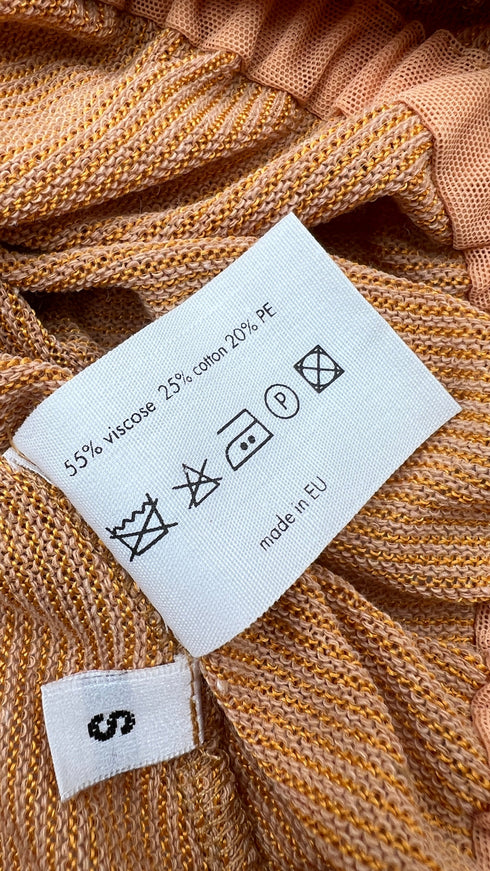 55% viscose 25% cotton 20% PE
P
made in EU
S